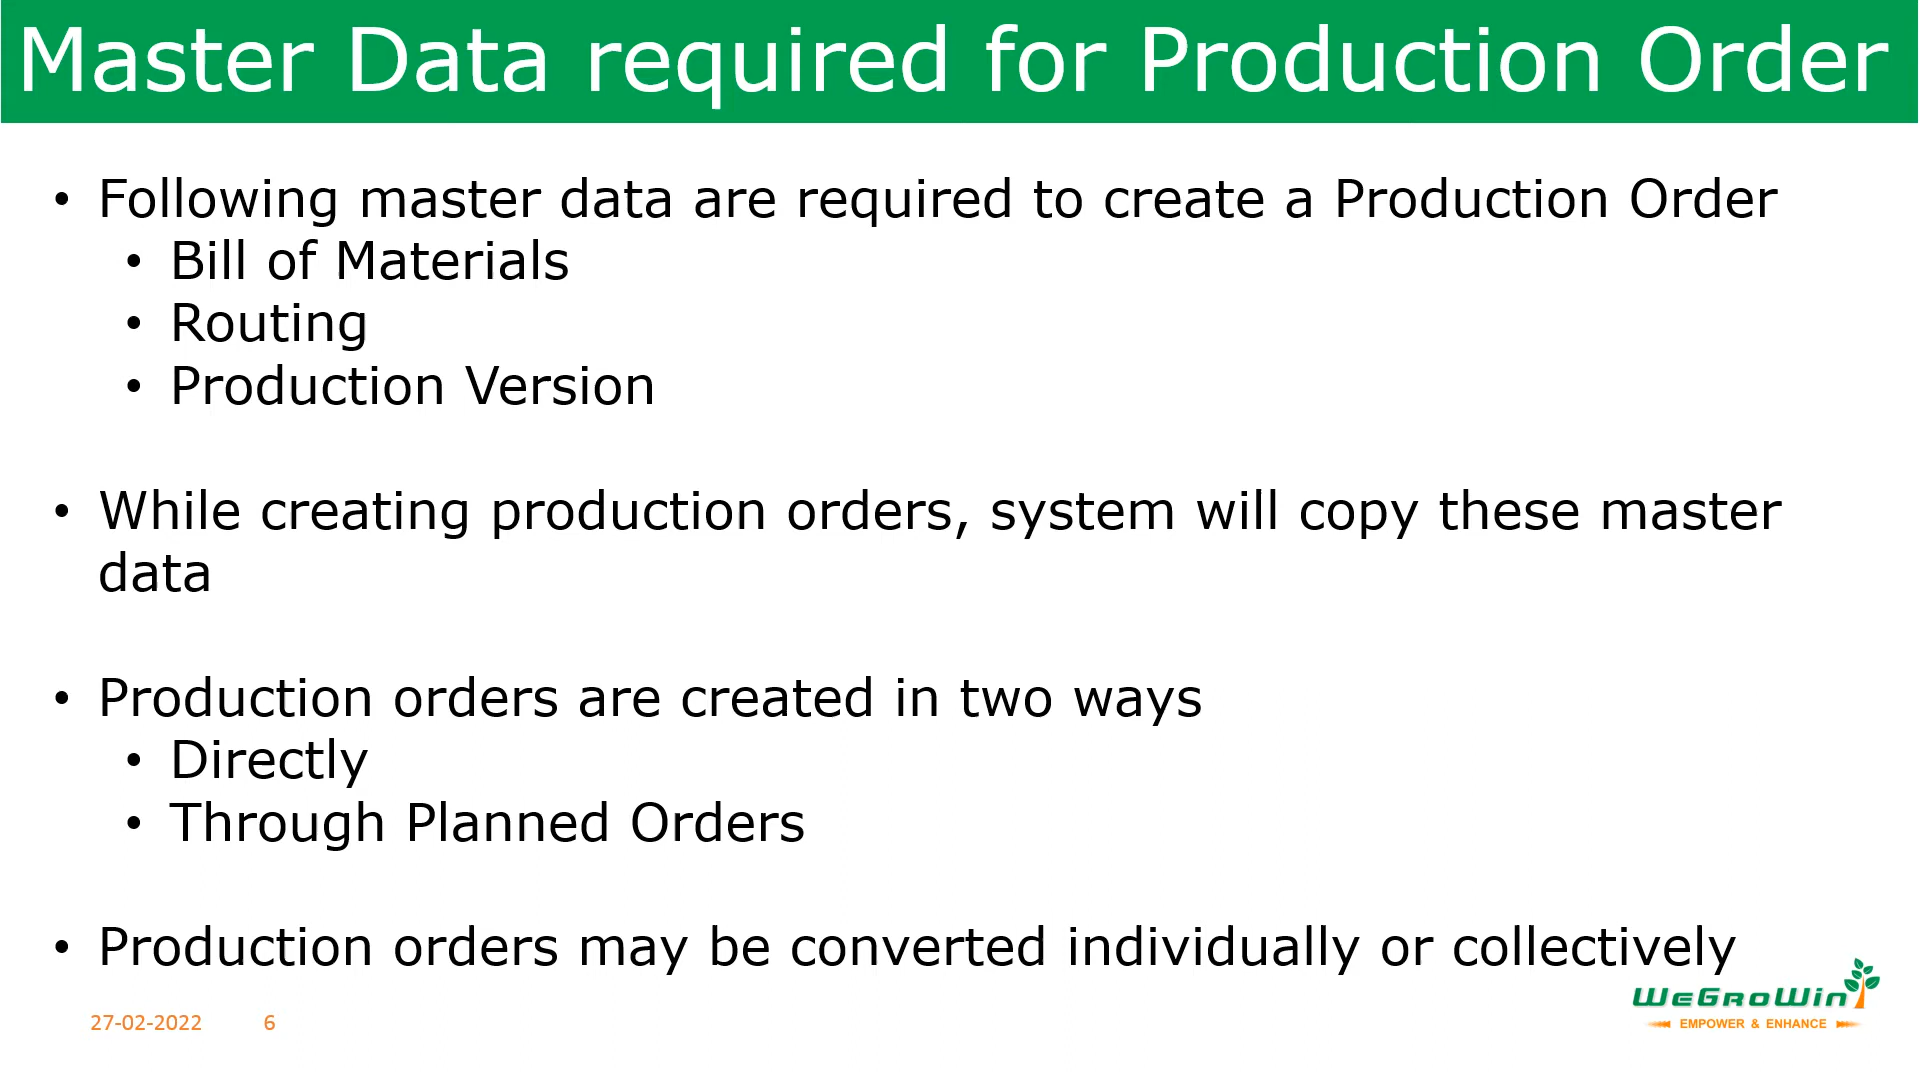 Master Data required for Production Order
• Following master data are required to create a Production Order
• Bill of Materials
• Routing
• Production Version
• While creating production orders, system will copy these master
data
• Production orders are created in two ways
• Directly
• Through Planned Orders
• Production orders may be converted individually or collectively
WeGroWin
EMPOWER & ENHANCE
27-02-2022 6